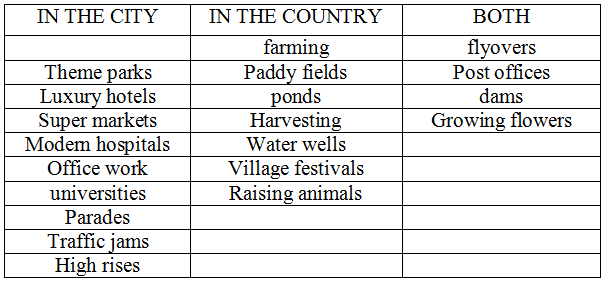 IN THE CITY IN THE COUNTRY BOTH
farming flyovers
Theme parks Paddy fields Post offices
Luxury hotels ponds dams
Super markets Harvesting Growing flowers
Modern hospitals Water wells
Office work Village festivals
universities Raising animals
Parades
Traffic jams
High rises